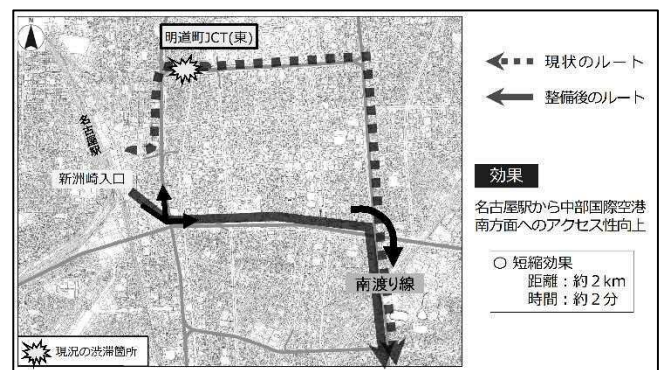 明道町JCT(東)
名古屋駅
新洲崎入口
南渡り線
現況の渋滞箇所
現状のルート
整備後のルート
効果
名古屋駅から中部国際空港
南方面へのアクセス性向上
○ 短縮効果
距離：約２km
時間：約２分